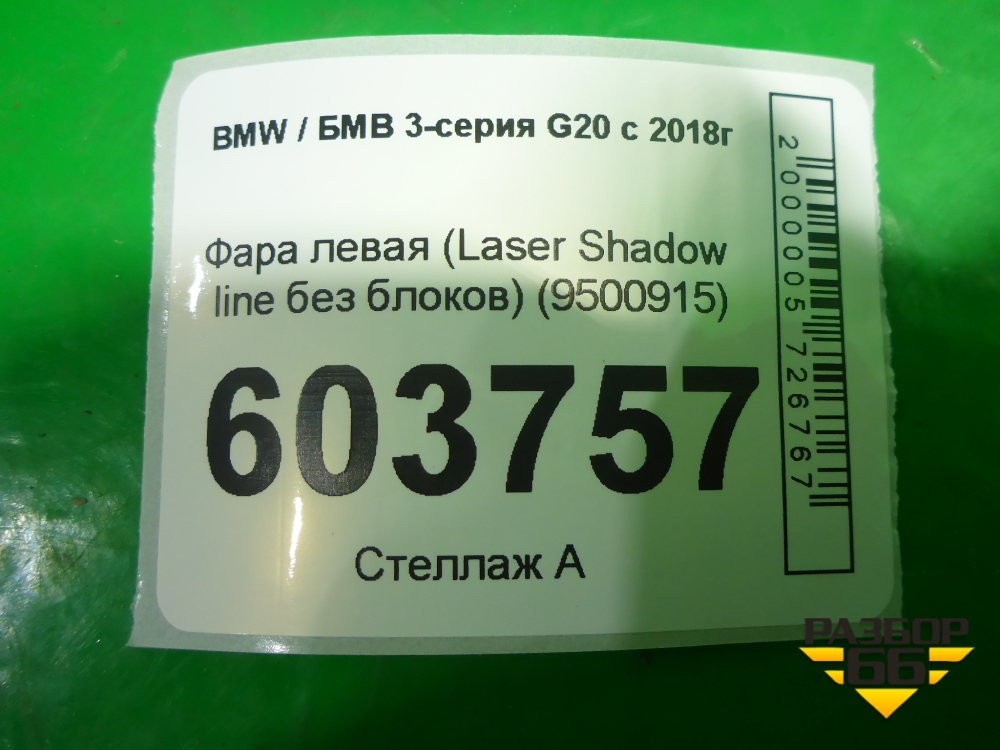 BMW / БМВ 3-серия G20 с 2018г
Фара левая (Laser Shadow
line без блоков) (9500915)
603757
Стеллаж А
2000005726767
РАЗБОР
66